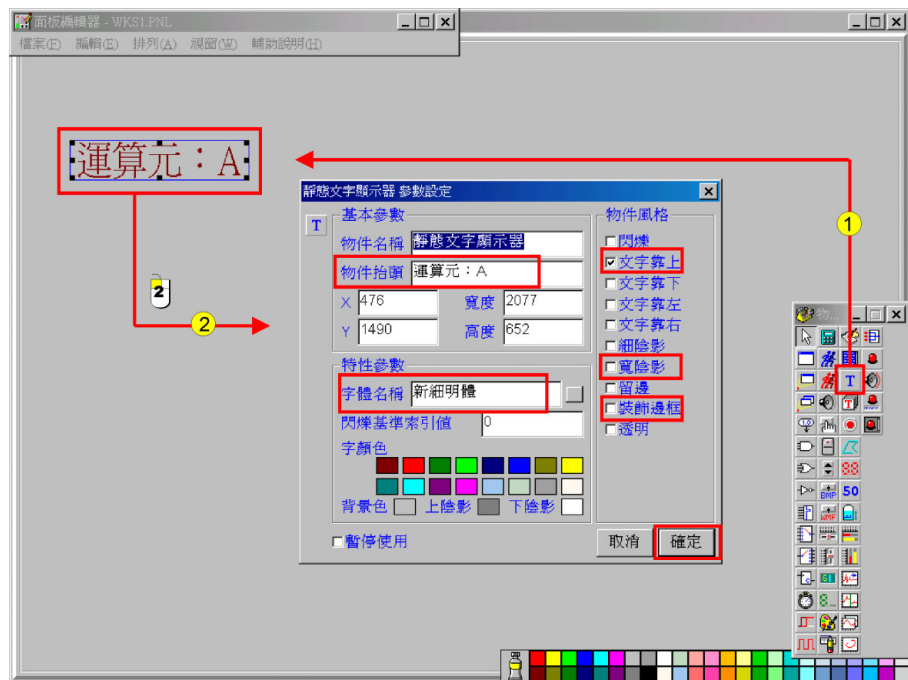 面板編輯器 - WKS1.PNL
檔案(F) 編輯(E) 排列(A) 視窗(W) 輔助說明(H)
運算元：A
1
2
2
靜態文字顯示器 參數設定
T
基本參數
物件名稱 靜態文字顯示器
物件抬頭 運算元：A
X 476 寬度 2077
Y 1490 高度 652
特性參數
字體名稱 新細明體
閃爍基準索引值 0
字顏色
背景色 上陰影 下陰影
暫停使用
物件風格
閃爍
文字靠上
文字靠下
文字靠左
文字靠右
細陰影
寬陰影
留邊
裝飾邊框
透明
取消 確定
物...
T
T
88
BMP 50